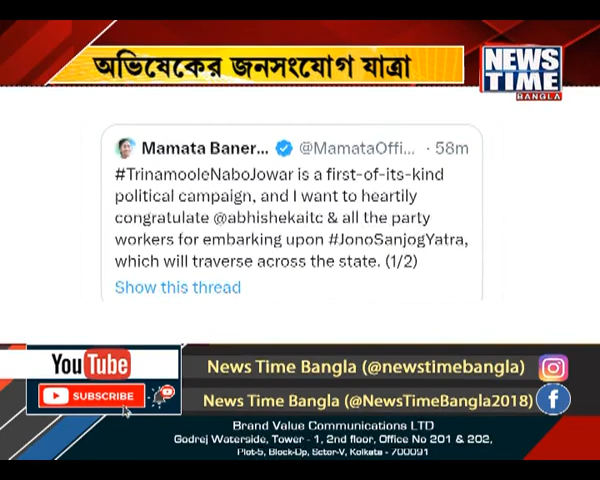 অভিষেকের জনসংযোগ যাত্রা
NEWS
TIME
BANGLA
Mamata Baner... @MamataOffi... · 58m
#TrinamooleNaboJowar is a first-of-its-kind
political campaign, and I want to heartily
congratulate @abhishekaitc & all the party
workers for embarking upon #JonoSanjogYatra,
which will traverse across the state. (1/2)
Show this thread
YouTube
SUBSCRIBE
News Time Bangla (@newstimebangla)
News Time Bangla (@NewsTimeBangla2018)
Brand Value Communications LTD
Godrej Waterside, Tower - 1, 2nd floor, Office No 201 & 202,
Plot-5, Block-Dp, Sctor-V, Kolkata - 700091